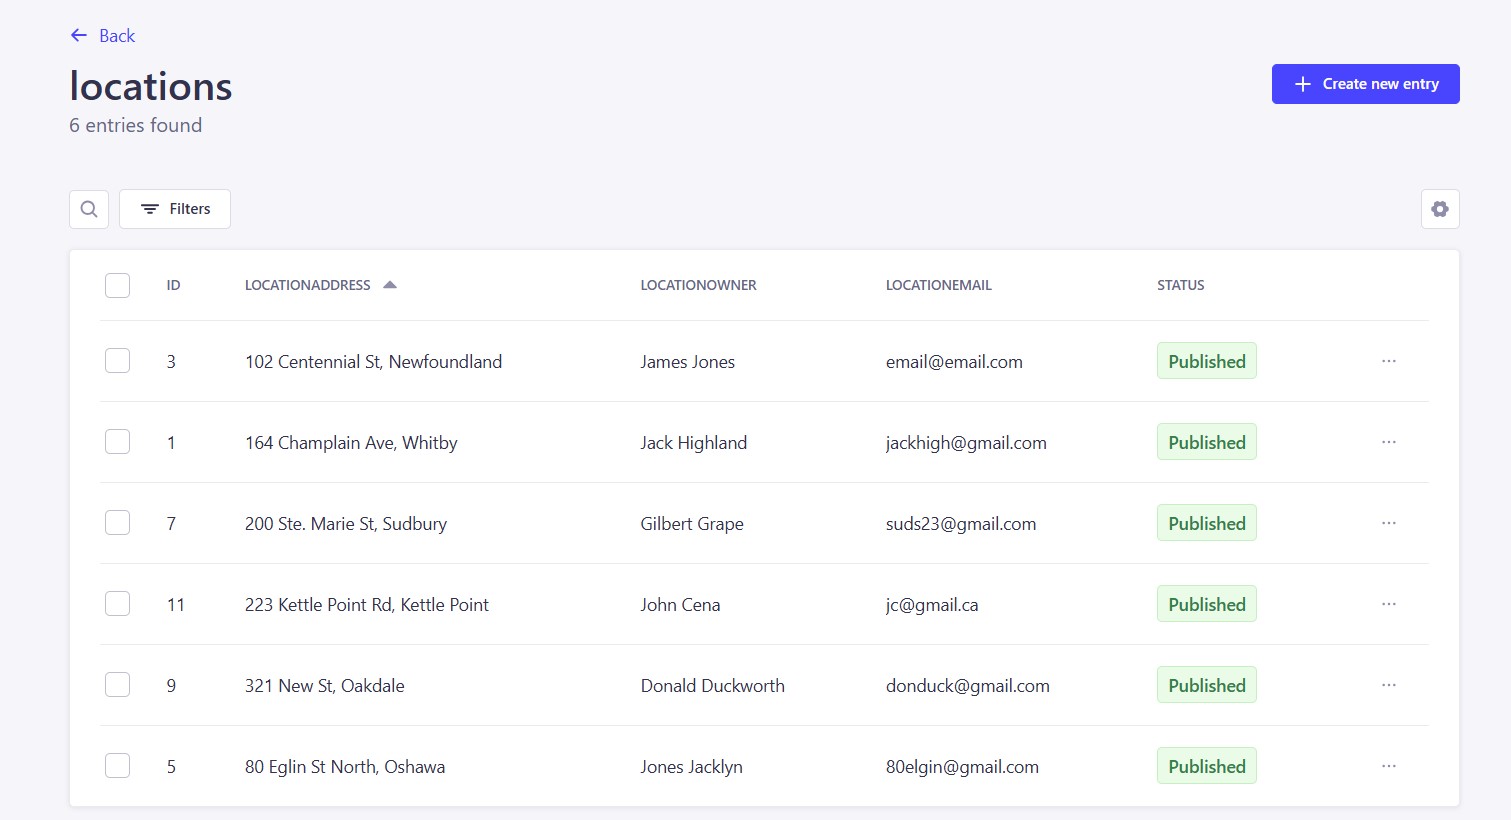 Back
locations
Create new entry
6 entries found
Filters
ID LOCATIONADDRESS LOCATIONOWNER LOCATIONEMAIL STATUS
3 102 Centennial St, Newfoundland James Jones email@email.com Published
1 164 Champlain Ave, Whitby Jack Highland jackhigh@gmail.com Published
7 200 Ste. Marie St, Sudbury Gilbert Grape suds23@gmail.com Published
11 223 Kettle Point Rd, Kettle Point John Cena jc@gmail.ca Published
9 321 New St, Oakdale Donald Duckworth donduck@gmail.com Published
5 80 Eglin St North, Oshawa Jones Jacklyn 80elgin@gmail.com Published